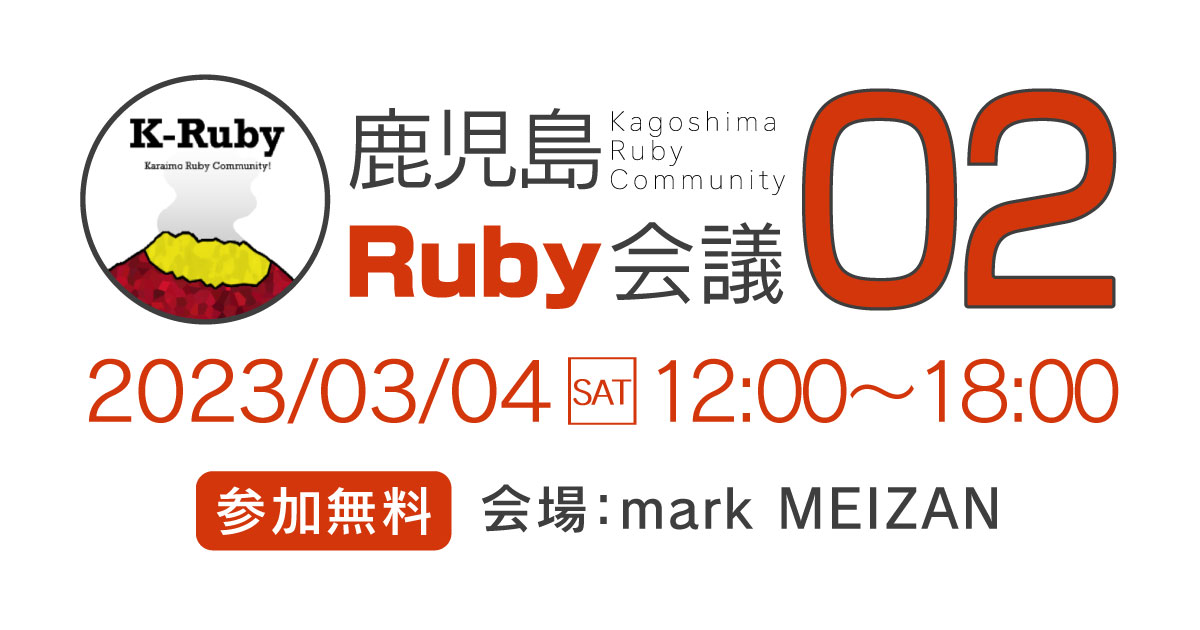 K-Ruby
Karaimo Ruby Community!
鹿児島
Kagoshima
Ruby
Community
Ruby会議
02
2023/03/04 SAT 12:00～18:00
参加無料
会場：mark MEIZAN